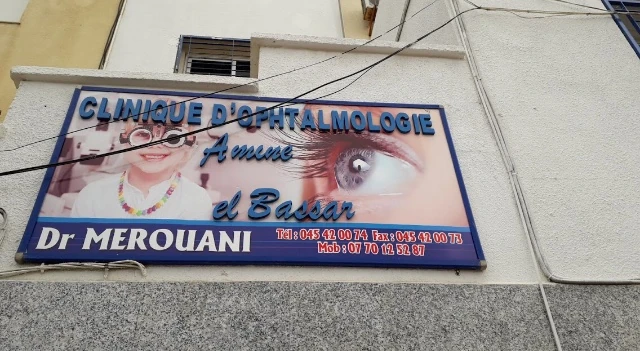 CLINIQUE D'OPHTALMOLOGIE
Amine
el Bassar
Dr MEROUANI
Tél : 045 42 00 74 Fax : 045 42 00 73
Mob : 07 70 12 52 87